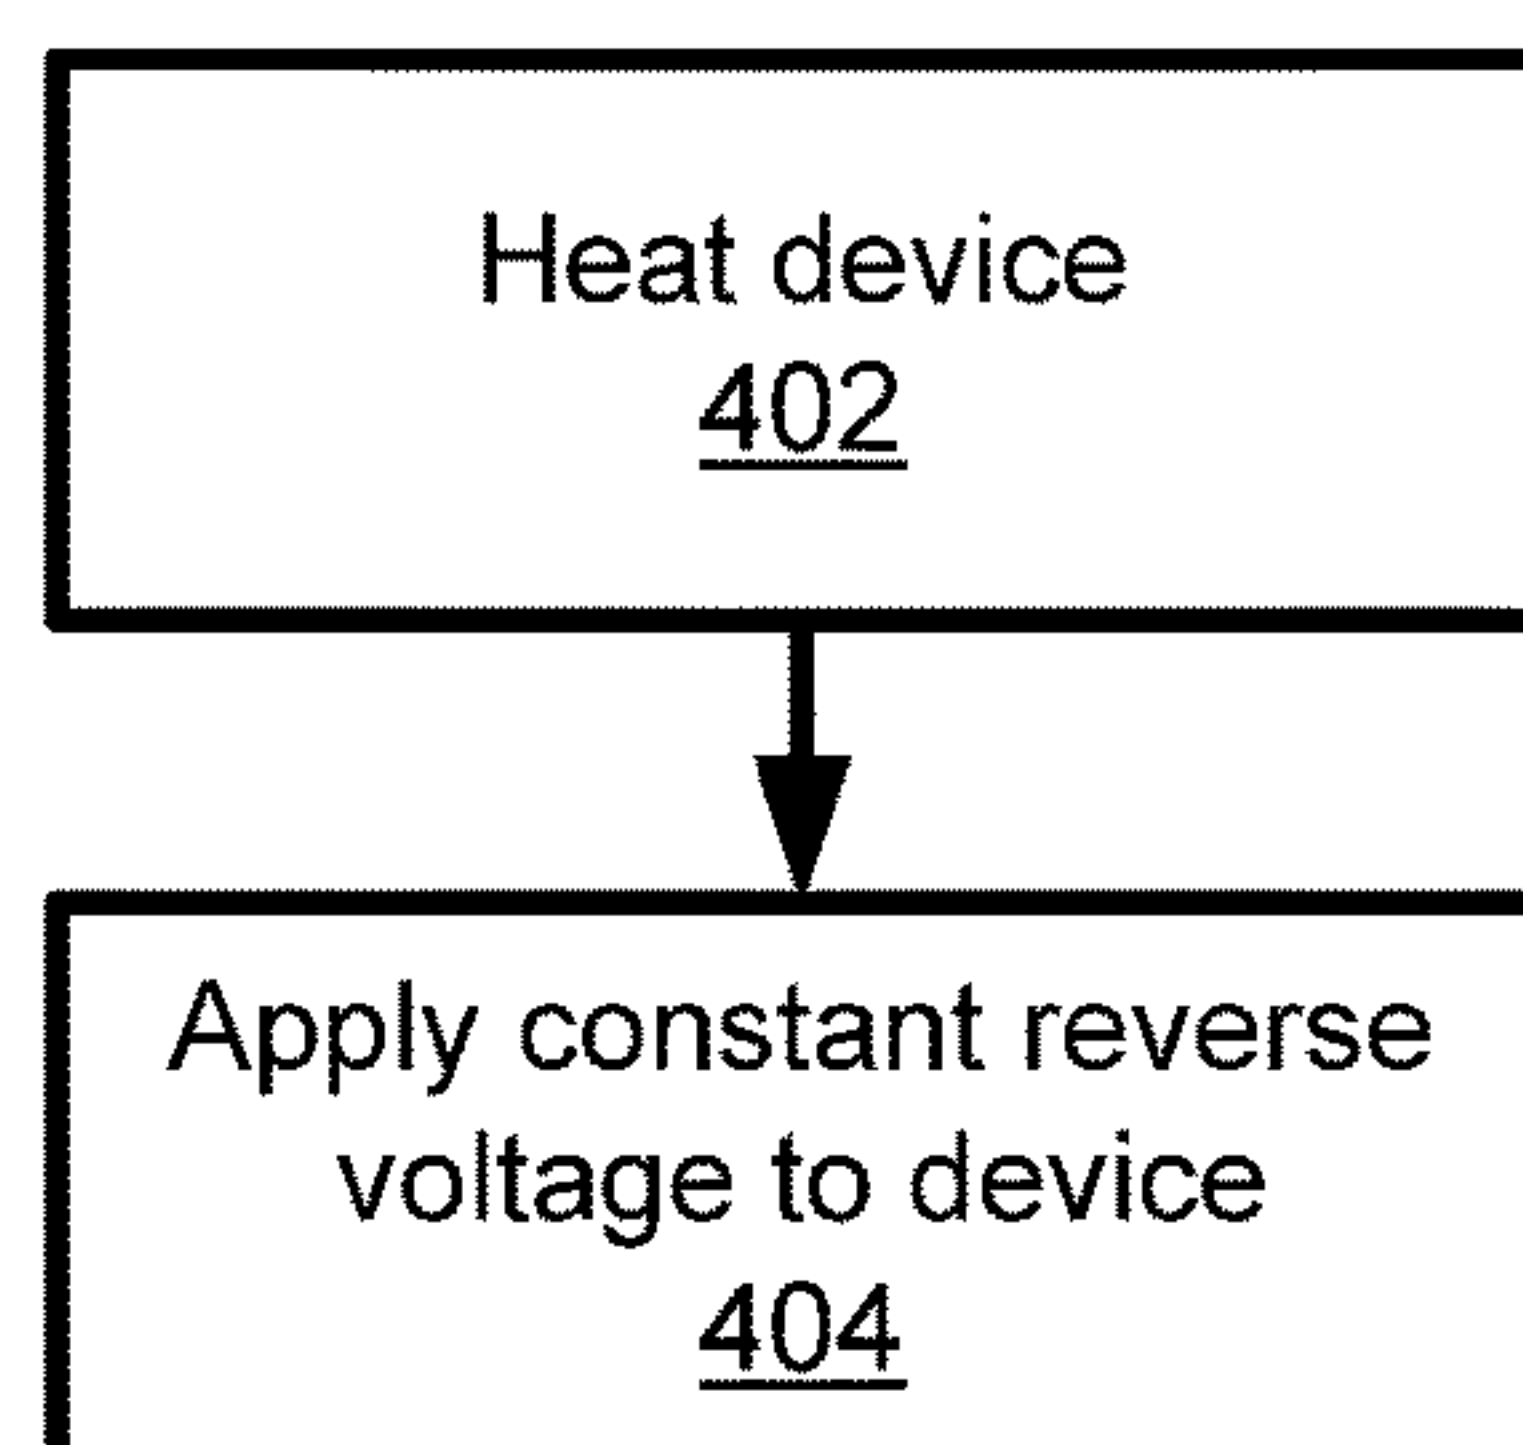 Heat device
402
Apply constant reverse
voltage to device
404